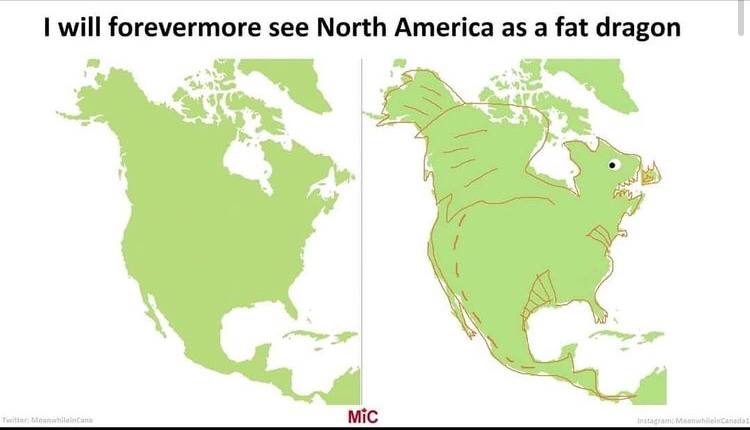 I will forevermore see North America as a fat dragon
Twitter: MeanwhileinCana
MiC
Instagram: MeanwhileinCanada1